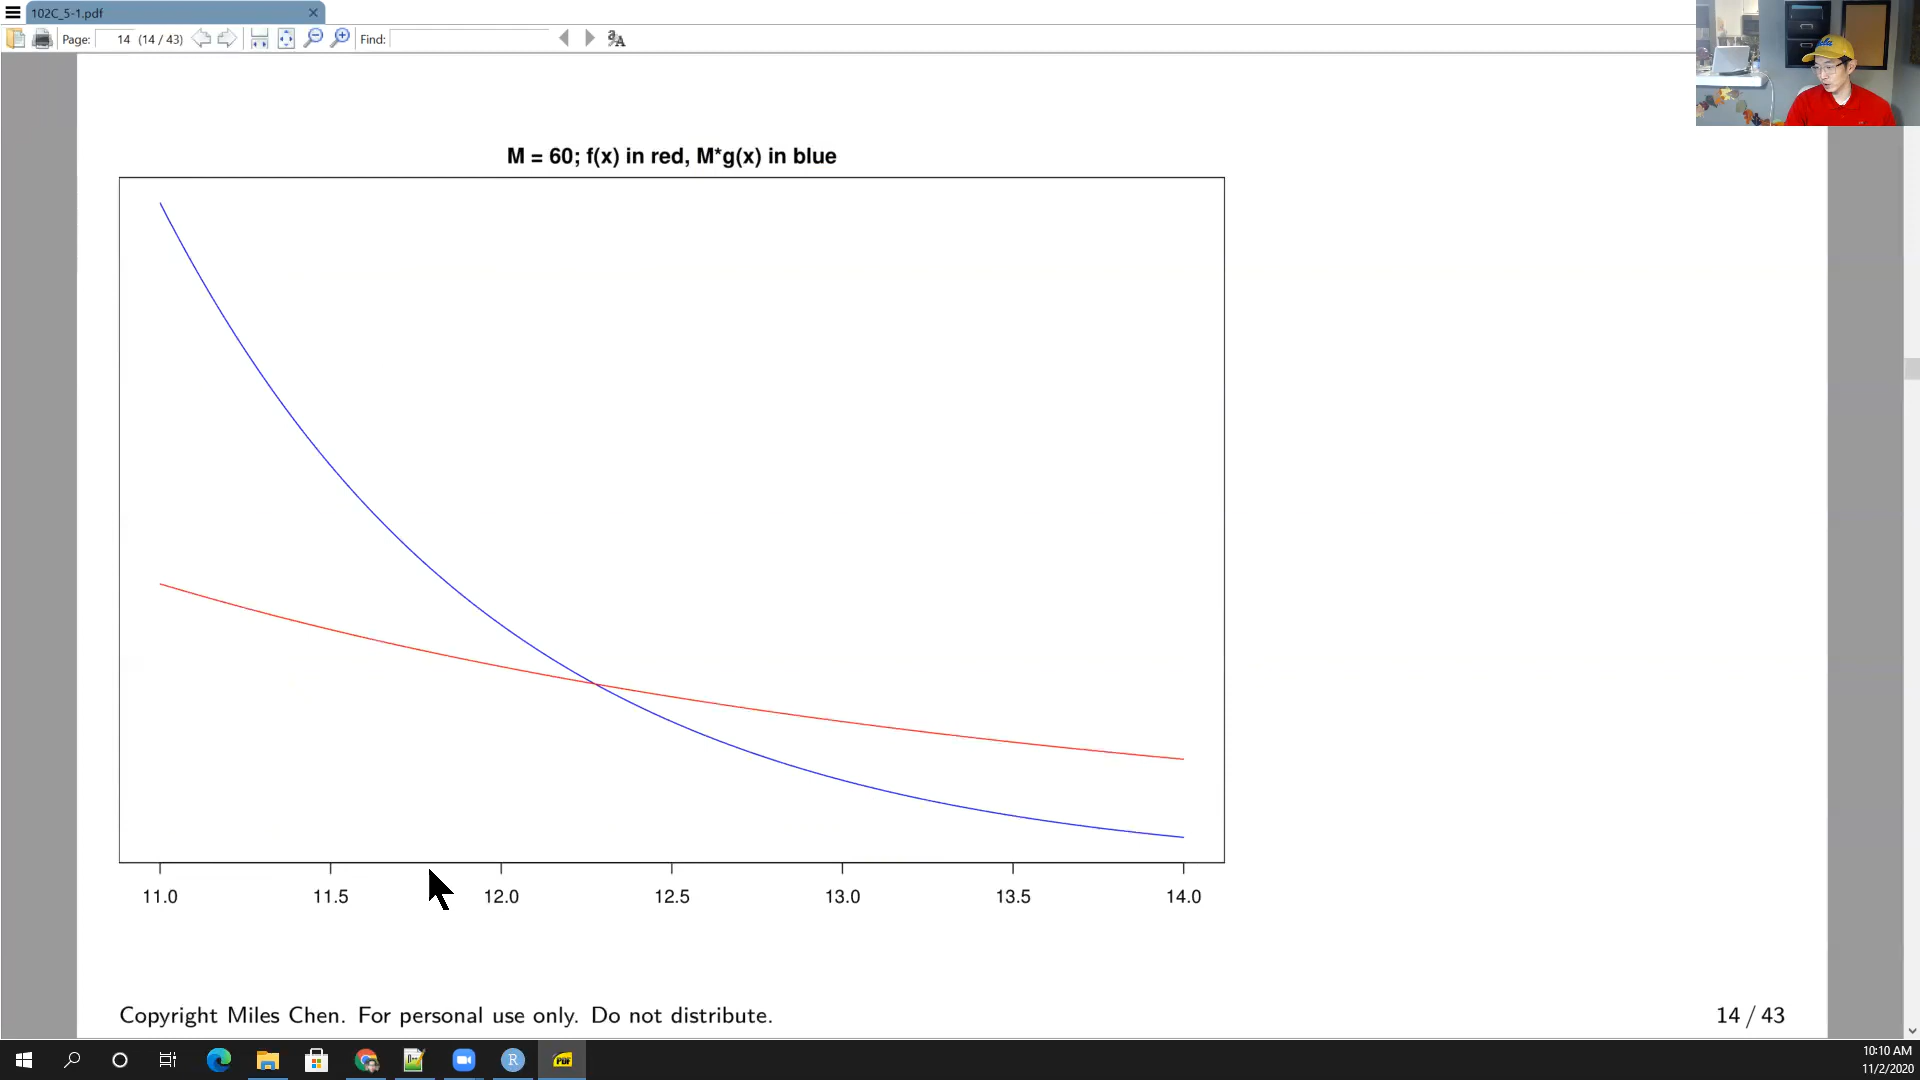 102C_5-1.pdf
Page: 14 (14 / 43) Find:
M = 60; f(x) in red, M*g(x) in blue
11.0 11.5 12.0 12.5 13.0 13.5 14.0
Copyright Miles Chen. For personal use only. Do not distribute. 14 / 43
10:10 AM
11/2/2020